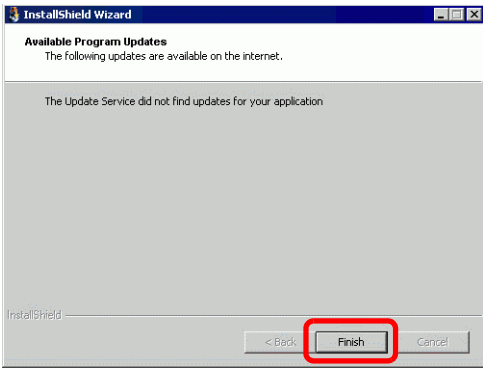 InstallShield Wizard
Available Program Updates
The following updates are available on the internet.
The Update Service did not find updates for your application
InstallShield
< Back Finish Cancel